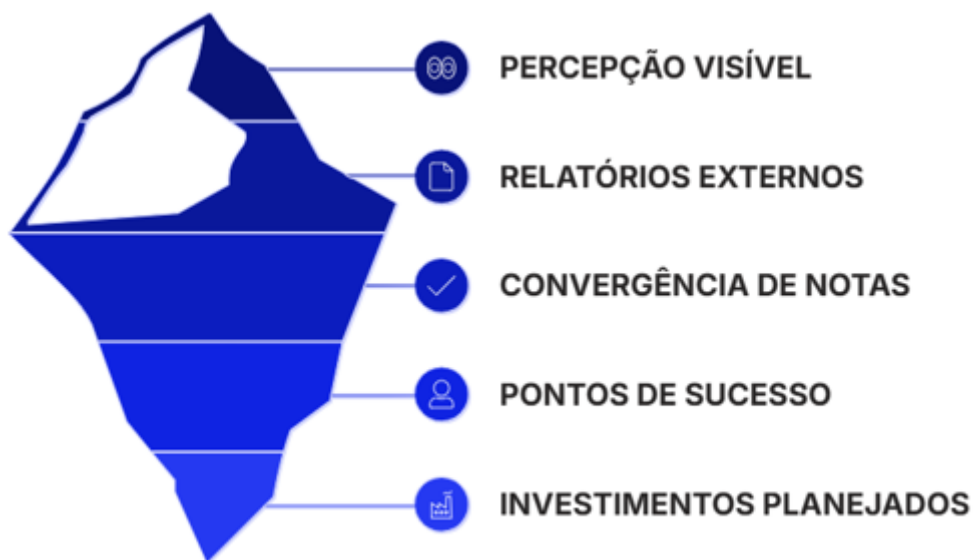 PERCEPÇÃO VISÍVEL
RELATÓRIOS EXTERNOS
CONVERGÊNCIA DE NOTAS
PONTOS DE SUCESSO
INVESTIMENTOS PLANEJADOS